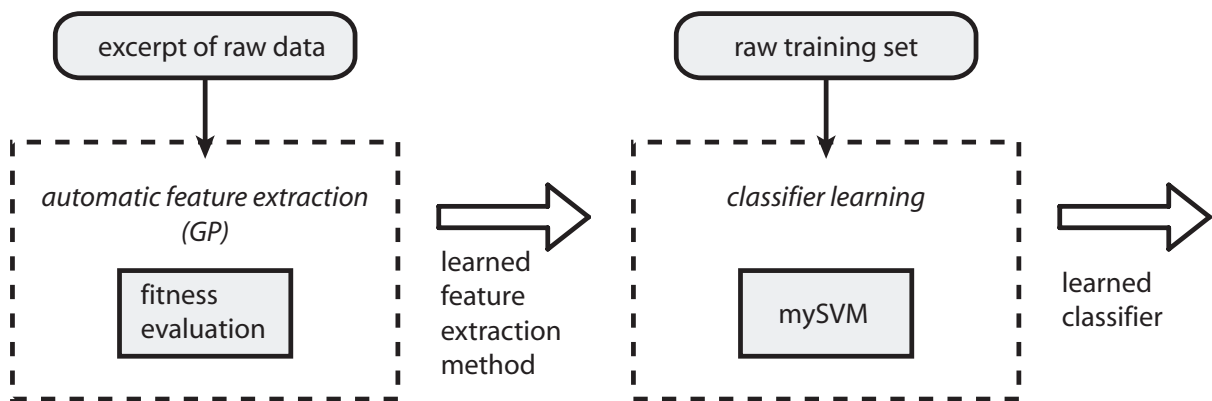 excerpt of raw data
raw training set
automatic feature extraction
(GP)
fitness
evaluation
learned
feature
extraction
method
classifier learning
mySVM
learned
classifier